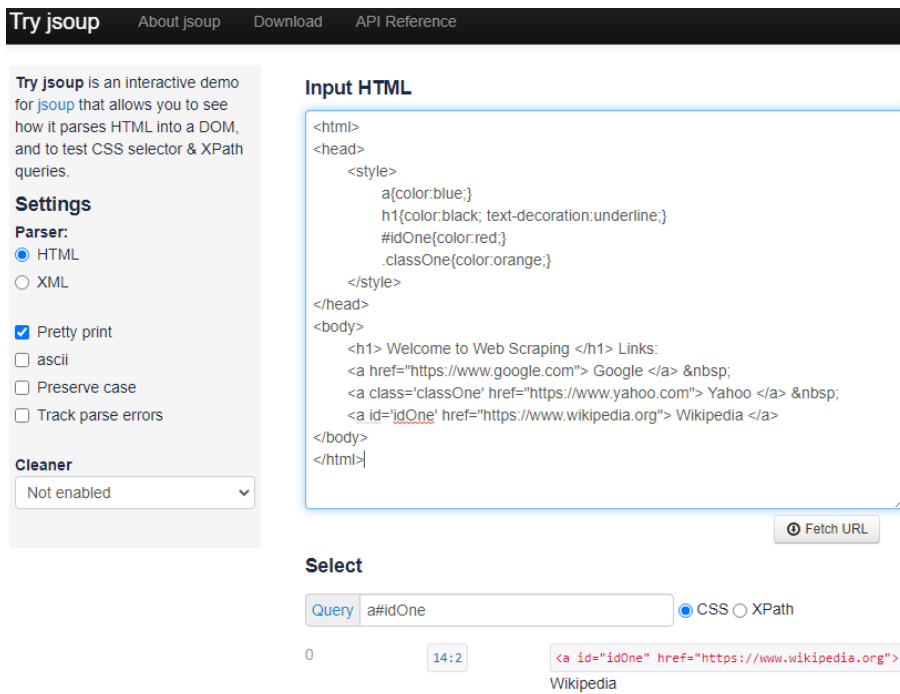 Try jsoup About jsoup Download API Reference
Try jsoup is an interactive demo
for jsoup that allows you to see
how it parses HTML into a DOM,
and to test CSS selector & XPath
queries.
Settings
Parser:
HTML
XML
Pretty print
ascii
Preserve case
Track parse errors
Cleaner
Not enabled
Input HTML
<html>
<head>
<style>
a{color:blue;}
h1{color:black; text-decoration:underline;}
#idOne{color:red;}
.classOne{color:orange;}
</style>
</head>
<body>
<h1> Welcome to Web Scraping </h1> Links:
<a href="https://www.google.com"> Google </a> &nbsp;
<a class='classOne' href="https://www.yahoo.com"> Yahoo </a> &nbsp;
<a id='idOne' href="https://www.wikipedia.org"> Wikipedia </a>
</body>
</html>
Fetch URL
Select
Query a#idOne CSS XPath
0 14:2 <a id="idOne" href="https://www.wikipedia.org">
Wikipedia